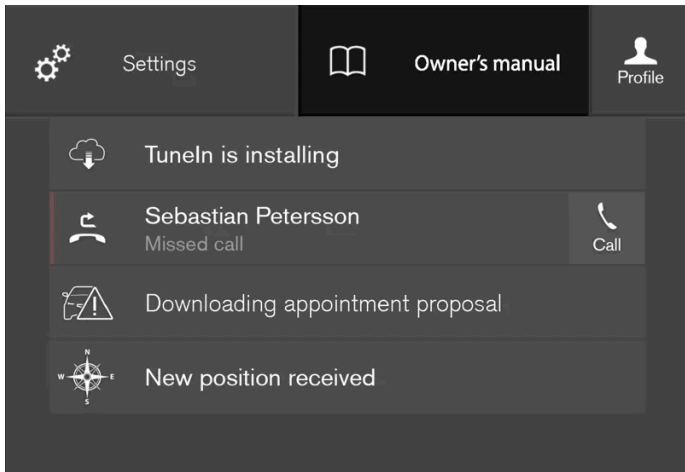 Settings
Owner's manual
Profile
TuneIn is installing
Sebastian Petersson
Missed call
Call
Downloading appointment proposal
N
W E
S
New position received